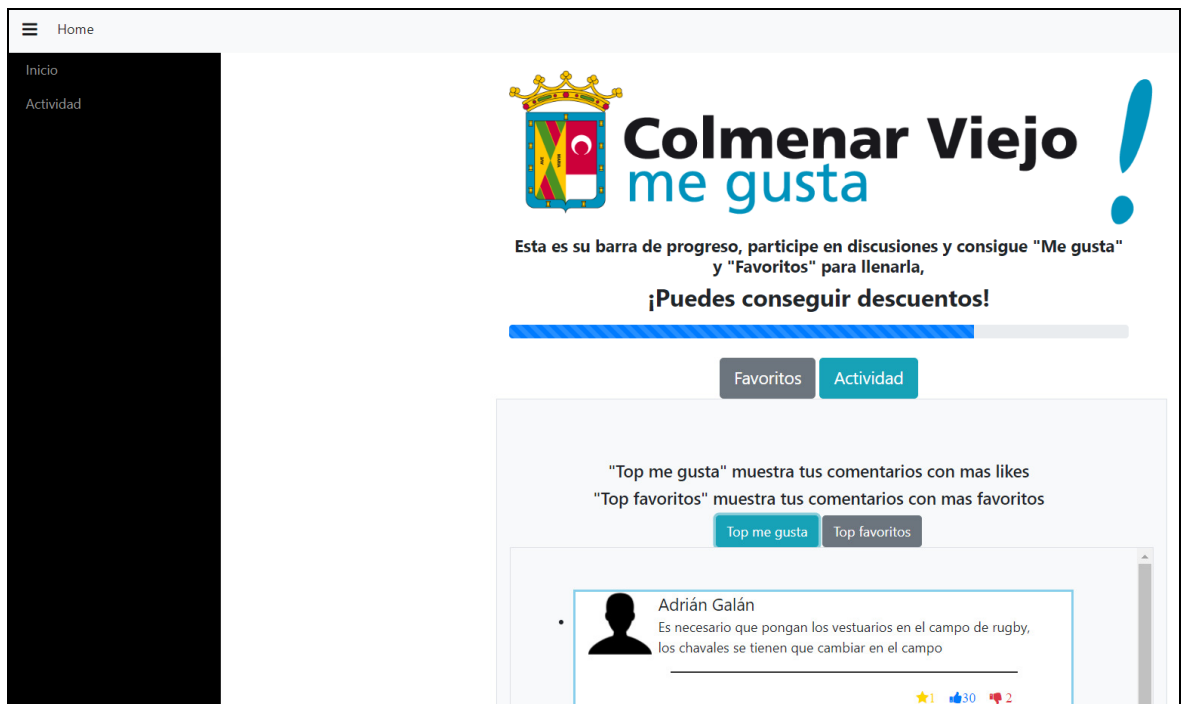 Home
Inicio
Actividad
Colmenar Viejo
me gusta
!
Esta es su barra de progreso, participe en discusiones y consigue "Me gusta"
y "Favoritos" para llenarla,
¡Puedes conseguir descuentos!
Favoritos Actividad
"Top me gusta" muestra tus comentarios con mas likes
"Top favoritos" muestra tus comentarios con mas favoritos
Top me gusta Top favoritos
Adrián Galán
Es necesario que pongan los vestuarios en el campo de rugby,
los chavales se tienen que cambiar en el campo
1 30 2